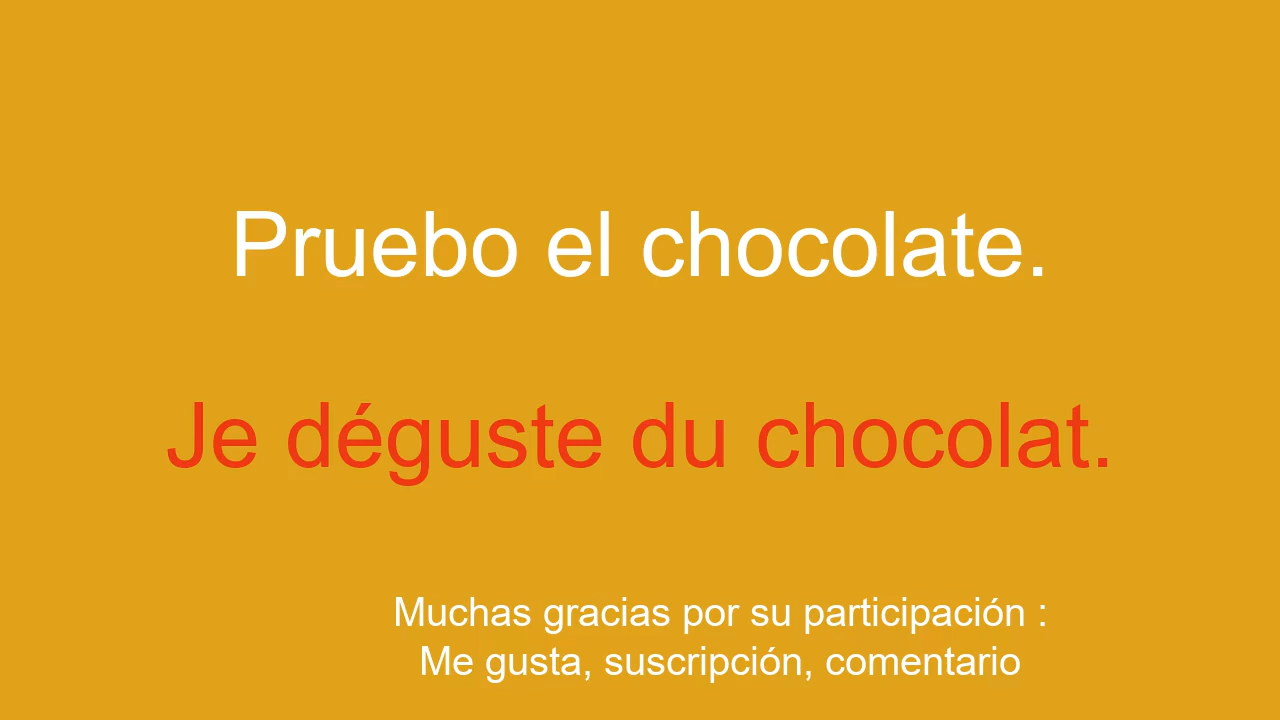 Pruebo el chocolate.
Je déguste du chocolat.
Muchas gracias por su participación :
Me gusta, suscripción, comentario